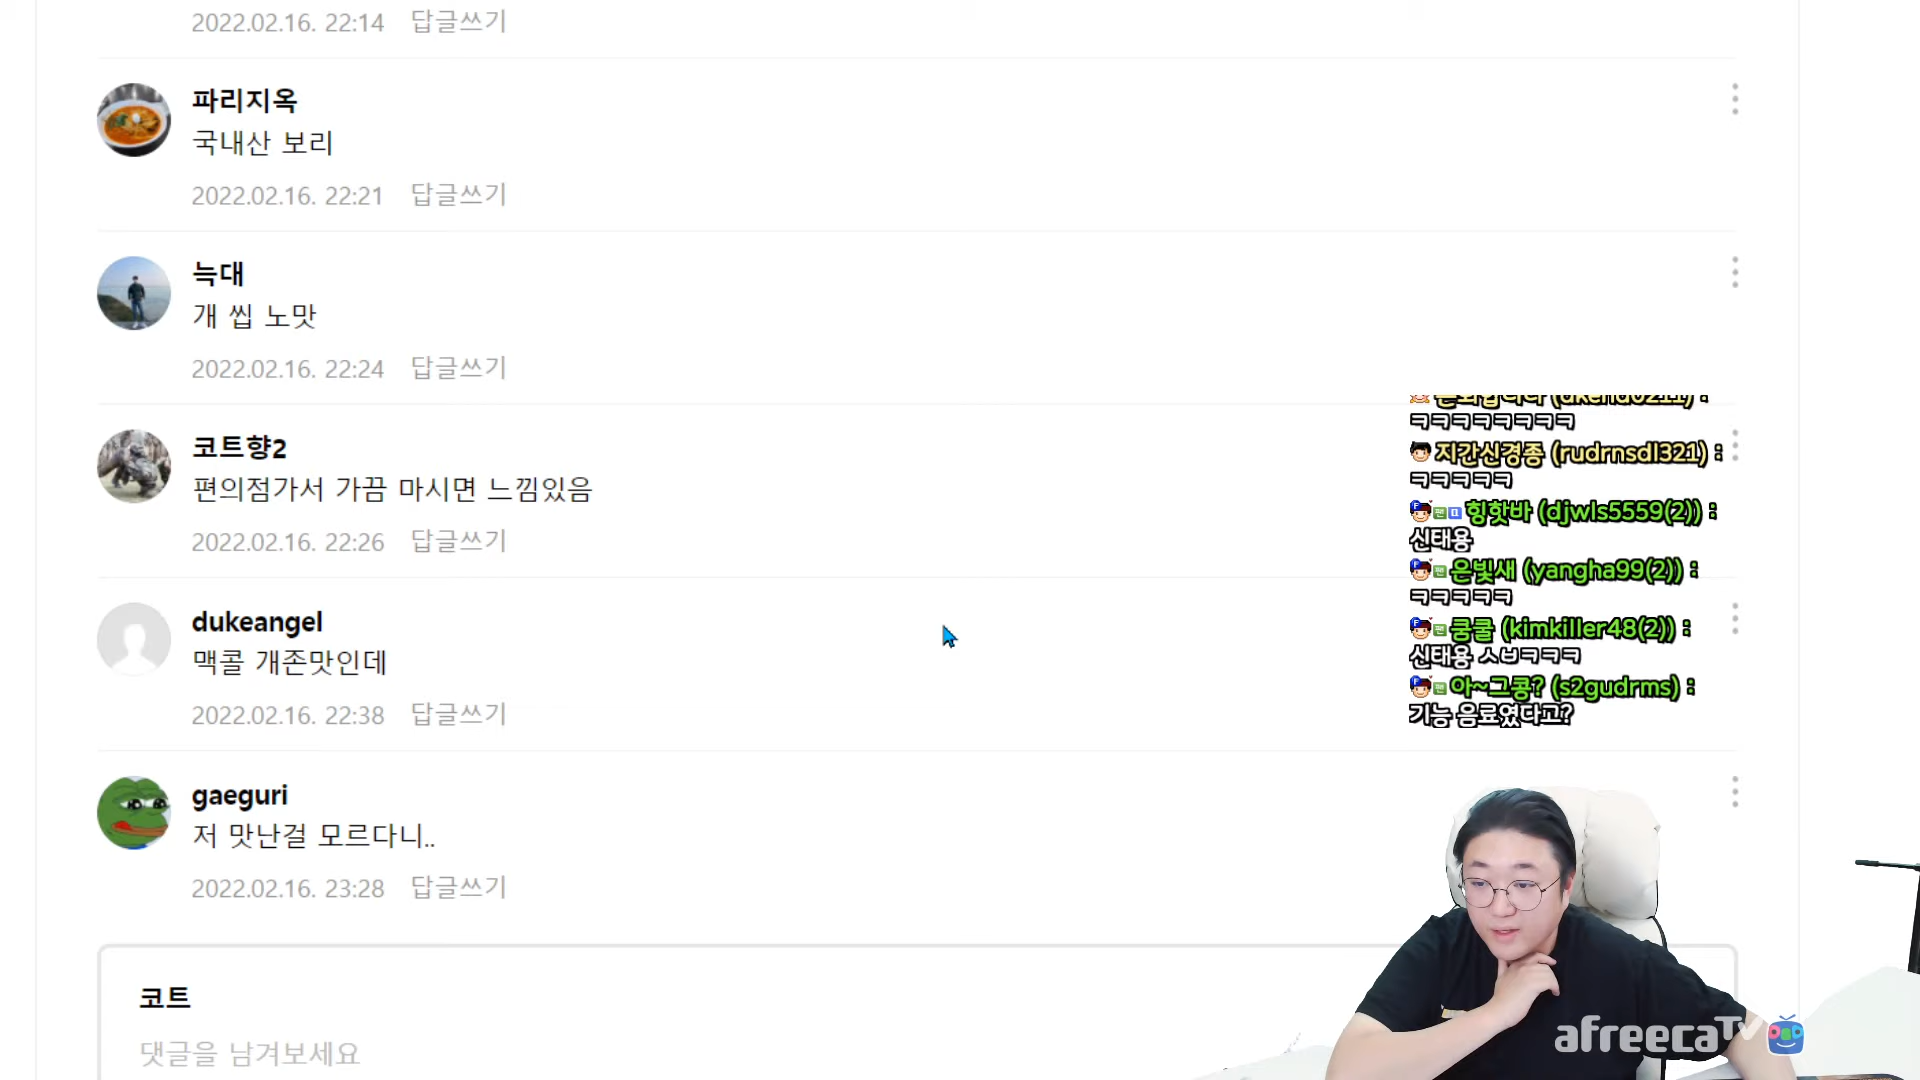 2022.02.16. 22:14 답글쓰기
파리지옥
국내산 보리
2022.02.16. 22:21 답글쓰기
늑대
개 씹 노맛
2022.02.16. 22:24 답글쓰기
코트향2
편의점가서 가끔 마시면 느낌있음
2022.02.16. 22:26 답글쓰기
dukeangel
맥콜 개존맛인데
2022.02.16. 22:38 답글쓰기
gaeguri
저 맛난걸 모르다니..
2022.02.16. 23:28 답글쓰기
코트
댓글을 남겨보세요
ㅋㅋㅋㅋㅋㅋㅋㅋ
지간신경종 (rudrnsdl321) :
ㅋㅋㅋㅋㅋ
힝핫바 (djwls5559(2)) :
신태용
은빛새 (yangha99(2)) :
ㅋㅋㅋㅋㅋ
쿰쿨 (kimkiller48(2)) :
신태용 ㅅㅂㅋㅋㅋ
아~그콩? (s2gudrms) :
기능 음료였다고?
afreecaTV